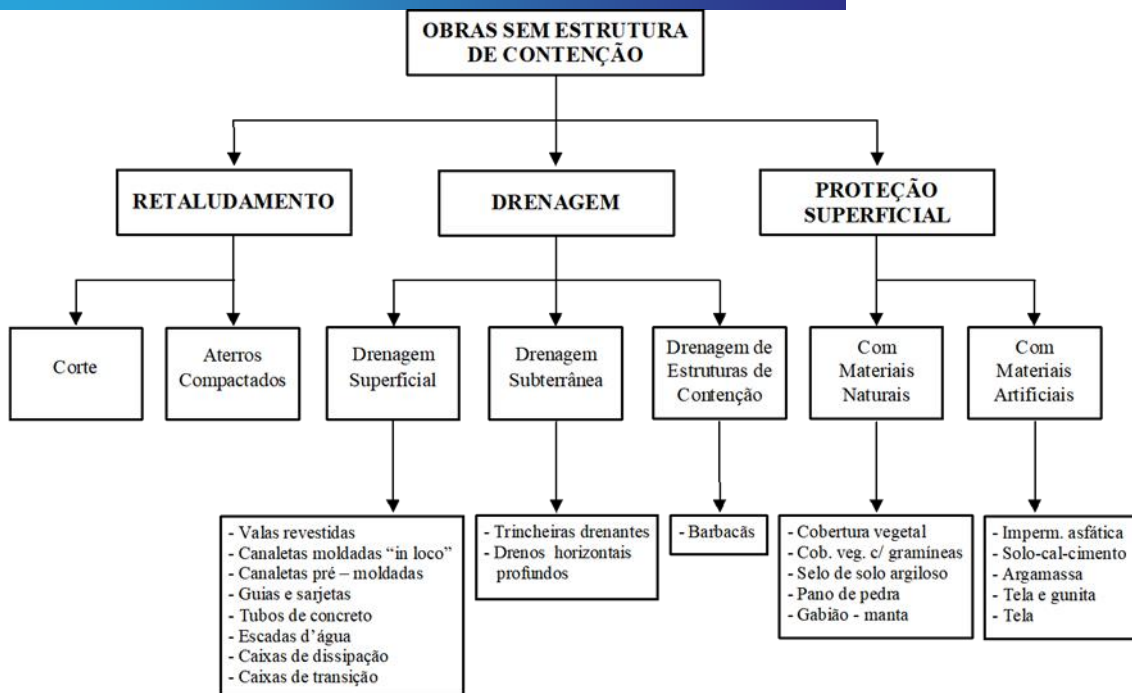 OBRAS SEM ESTRUTURA
DE CONTENÇÃO
RETALUDAMENTO
DRENAGEM
PROTEÇÃO
SUPERFICIAL
Corte
Aterros
Compactados
Drenagem
Superficial
Drenagem
Subterrânea
Drenagem de
Estruturas de
Contenção
Com
Materiais
Naturais
Com
Materiais
Artificiais
- Valas revestidas
- Canaletas moldadas “in loco”
- Canaletas pré – moldadas
- Guias e sarjetas
- Tubos de concreto
- Escadas d’água
- Caixas de dissipação
- Caixas de transição
- Trincheiras drenantes
- Drenos horizontais
profundos
- Barbacãs
- Cobertura vegetal
- Cob. veg. c/ gramíneas
- Selo de solo argiloso
- Pano de pedra
- Gabião - manta
- Imperm. asfática
- Solo-cal-cimento
- Argamassa
- Tela e gunita
- Tela